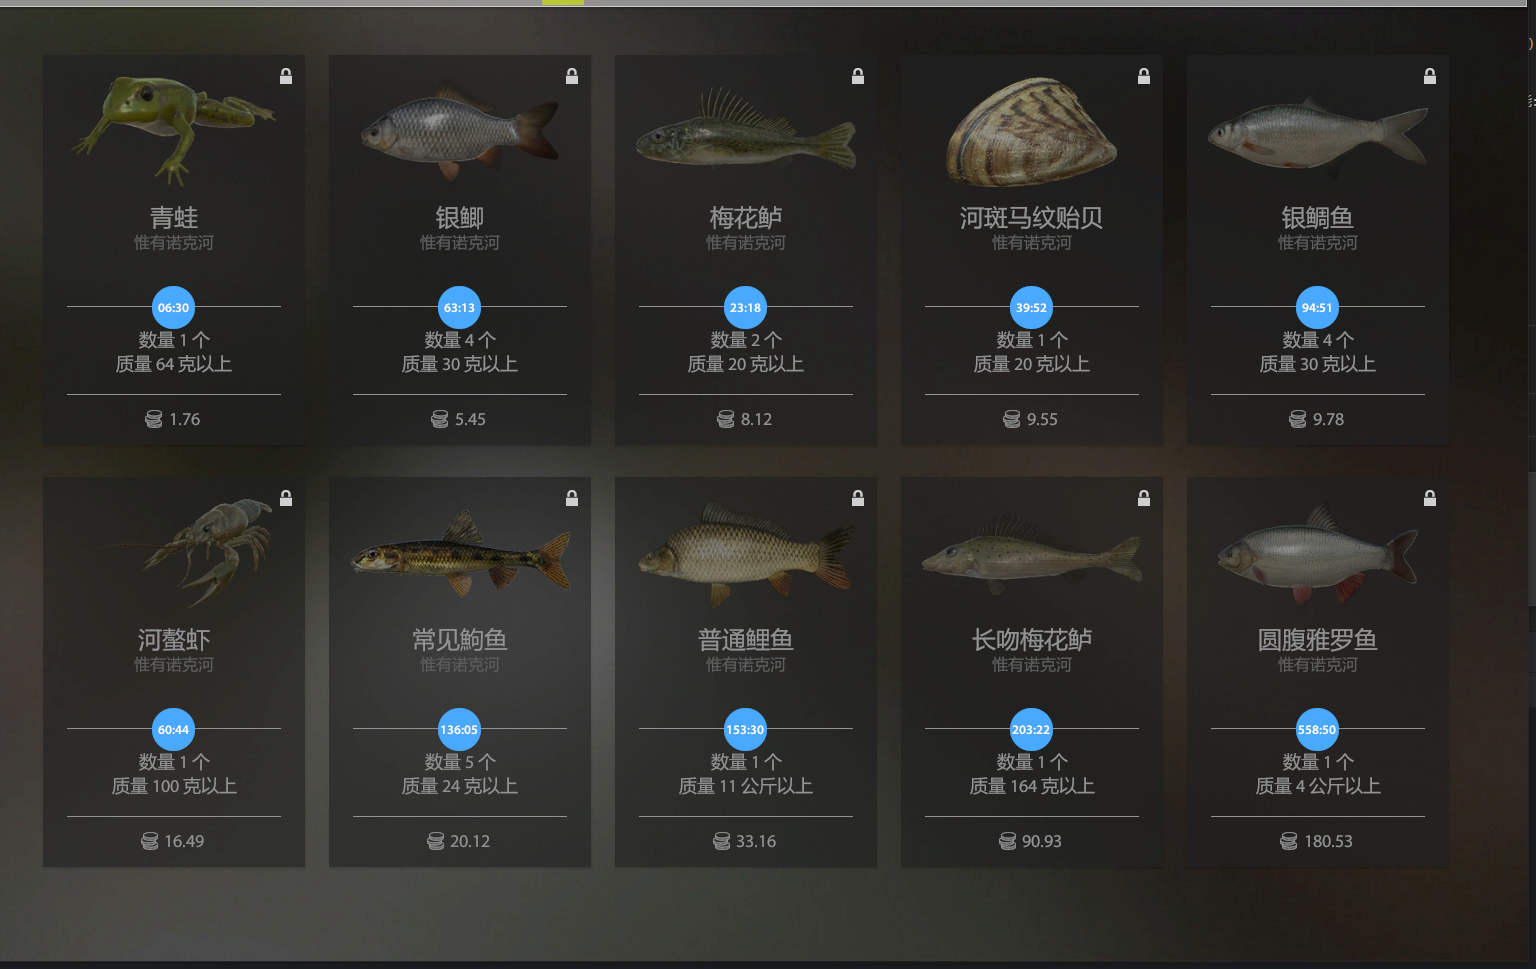 青蛙
惟有诺克河
06:30
数量 1 个
质量 64 克以上
1.76
银鲫
惟有诺克河
63:13
数量 4 个
质量 30 克以上
5.45
梅花鲈
惟有诺克河
23:18
数量 2 个
质量 20 克以上
8.12
河斑马纹贻贝
惟有诺克河
39:52
数量 1 个
质量 20 克以上
9.55
银鲷鱼
惟有诺克河
94:51
数量 4 个
质量 30 克以上
9.78
河螯虾
惟有诺克河
60:44
数量 1 个
质量 100 克以上
16.49
常见鮈鱼
惟有诺克河
136:05
数量 5 个
质量 24 克以上
20.12
普通鲤鱼
惟有诺克河
153:30
数量 1 个
质量 11 公斤以上
33.16
长吻梅花鲈
惟有诺克河
203:22
数量 1 个
质量 164 克以上
90.93
圆腹雅罗鱼
惟有诺克河
558:50
数量 1 个
质量 4 公斤以上
180.53